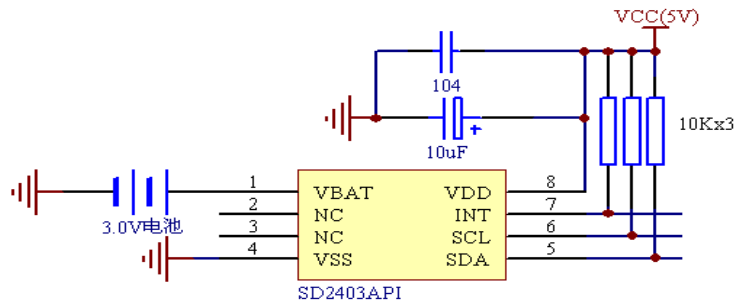 VCC(5V)
104
10Kx3
10uF
+
1 VBAT VDD 8
2 NC INT 7
3 NC SCL 6
4 VSS SDA 5
3.0V电池
SD2403API